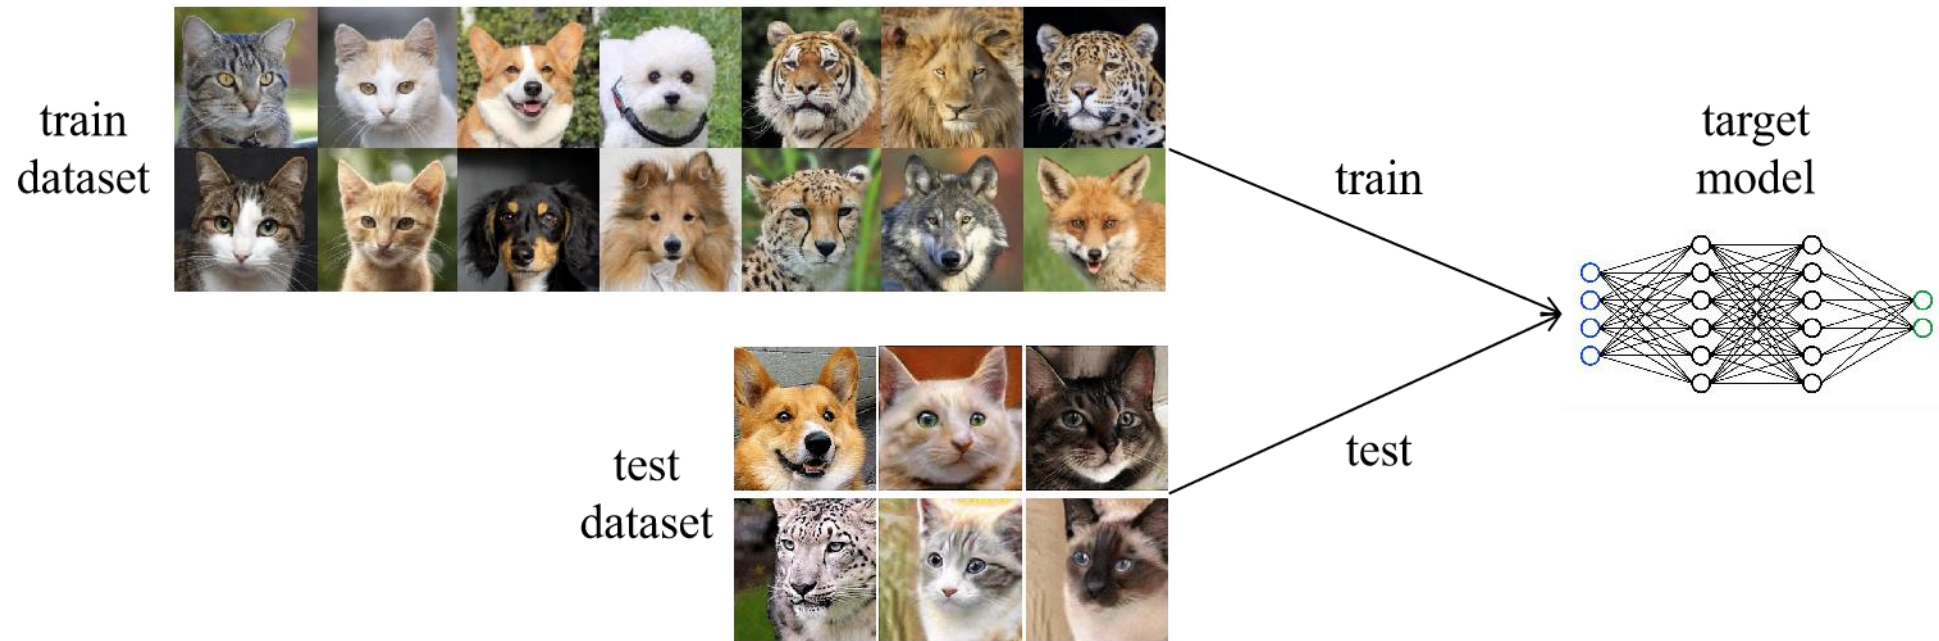 train
dataset
train
target
model
test
dataset
test